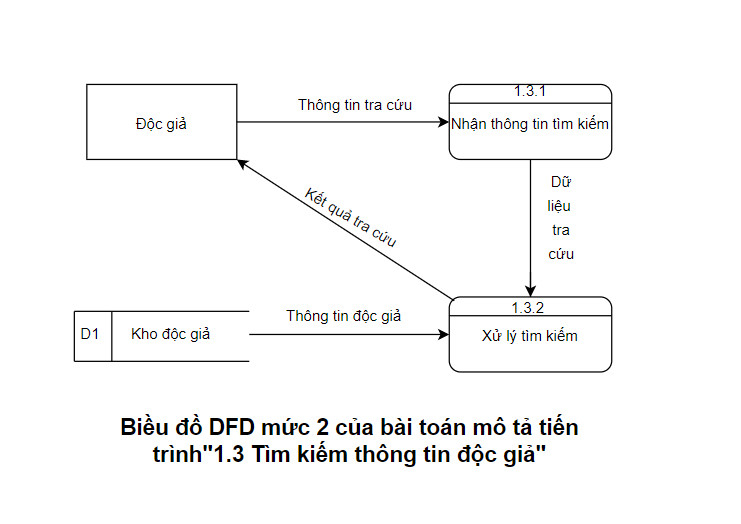 1.3.1
Thông tin tra cứu
Độc giả
Nhận thông tin tìm kiếm
Dữ
liệu
tra
cứu
Kết quả tra cứu
1.3.2
Thông tin độc giả
D1
Kho độc giả
Xử lý tìm kiếm
Biều đồ DFD mức 2 của bài toán mô tả tiến
trình"1.3 Tìm kiếm thông tin độc giả"